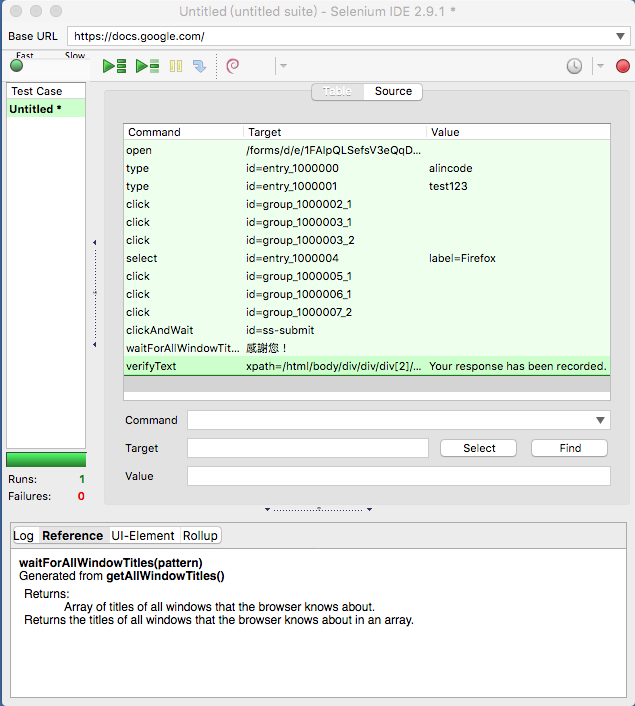 Untitled (untitled suite) - Selenium IDE 2.9.1 *
Base URL https://docs.google.com/
Fast Slow
Test Case
Untitled *
Table Source
Command Target Value
open /forms/d/e/1FAIpQLSefsV3eQqD...
type id=entry_1000000 alincode
type id=entry_1000001 test123
click id=group_1000002_1
click id=group_1000003_1
click id=group_1000003_2
select id=entry_1000004 label=Firefox
click id=group_1000005_1
click id=group_1000006_1
click id=group_1000007_2
clickAndWait id=ss-submit
waitForAllWindowTit... 感謝您！
verifyText xpath=/html/body/div/div/div[2]/... Your response has been recorded.
Command
Target Select Find
Value
Runs: 1
Failures: 0
Log Reference UI-Element Rollup
waitForAllWindowTitles(pattern)
Generated from getAllWindowTitles()
Returns:
Array of titles of all windows that the browser knows about.
Returns the titles of all windows that the browser knows about in an array.